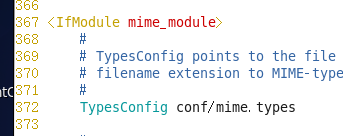 366
367 <IfModule mime_module>
368 #
369 # TypesConfig points to the file
370 # filename extension to MIME-type
371 #
372 TypesConfig conf/mime.types
373